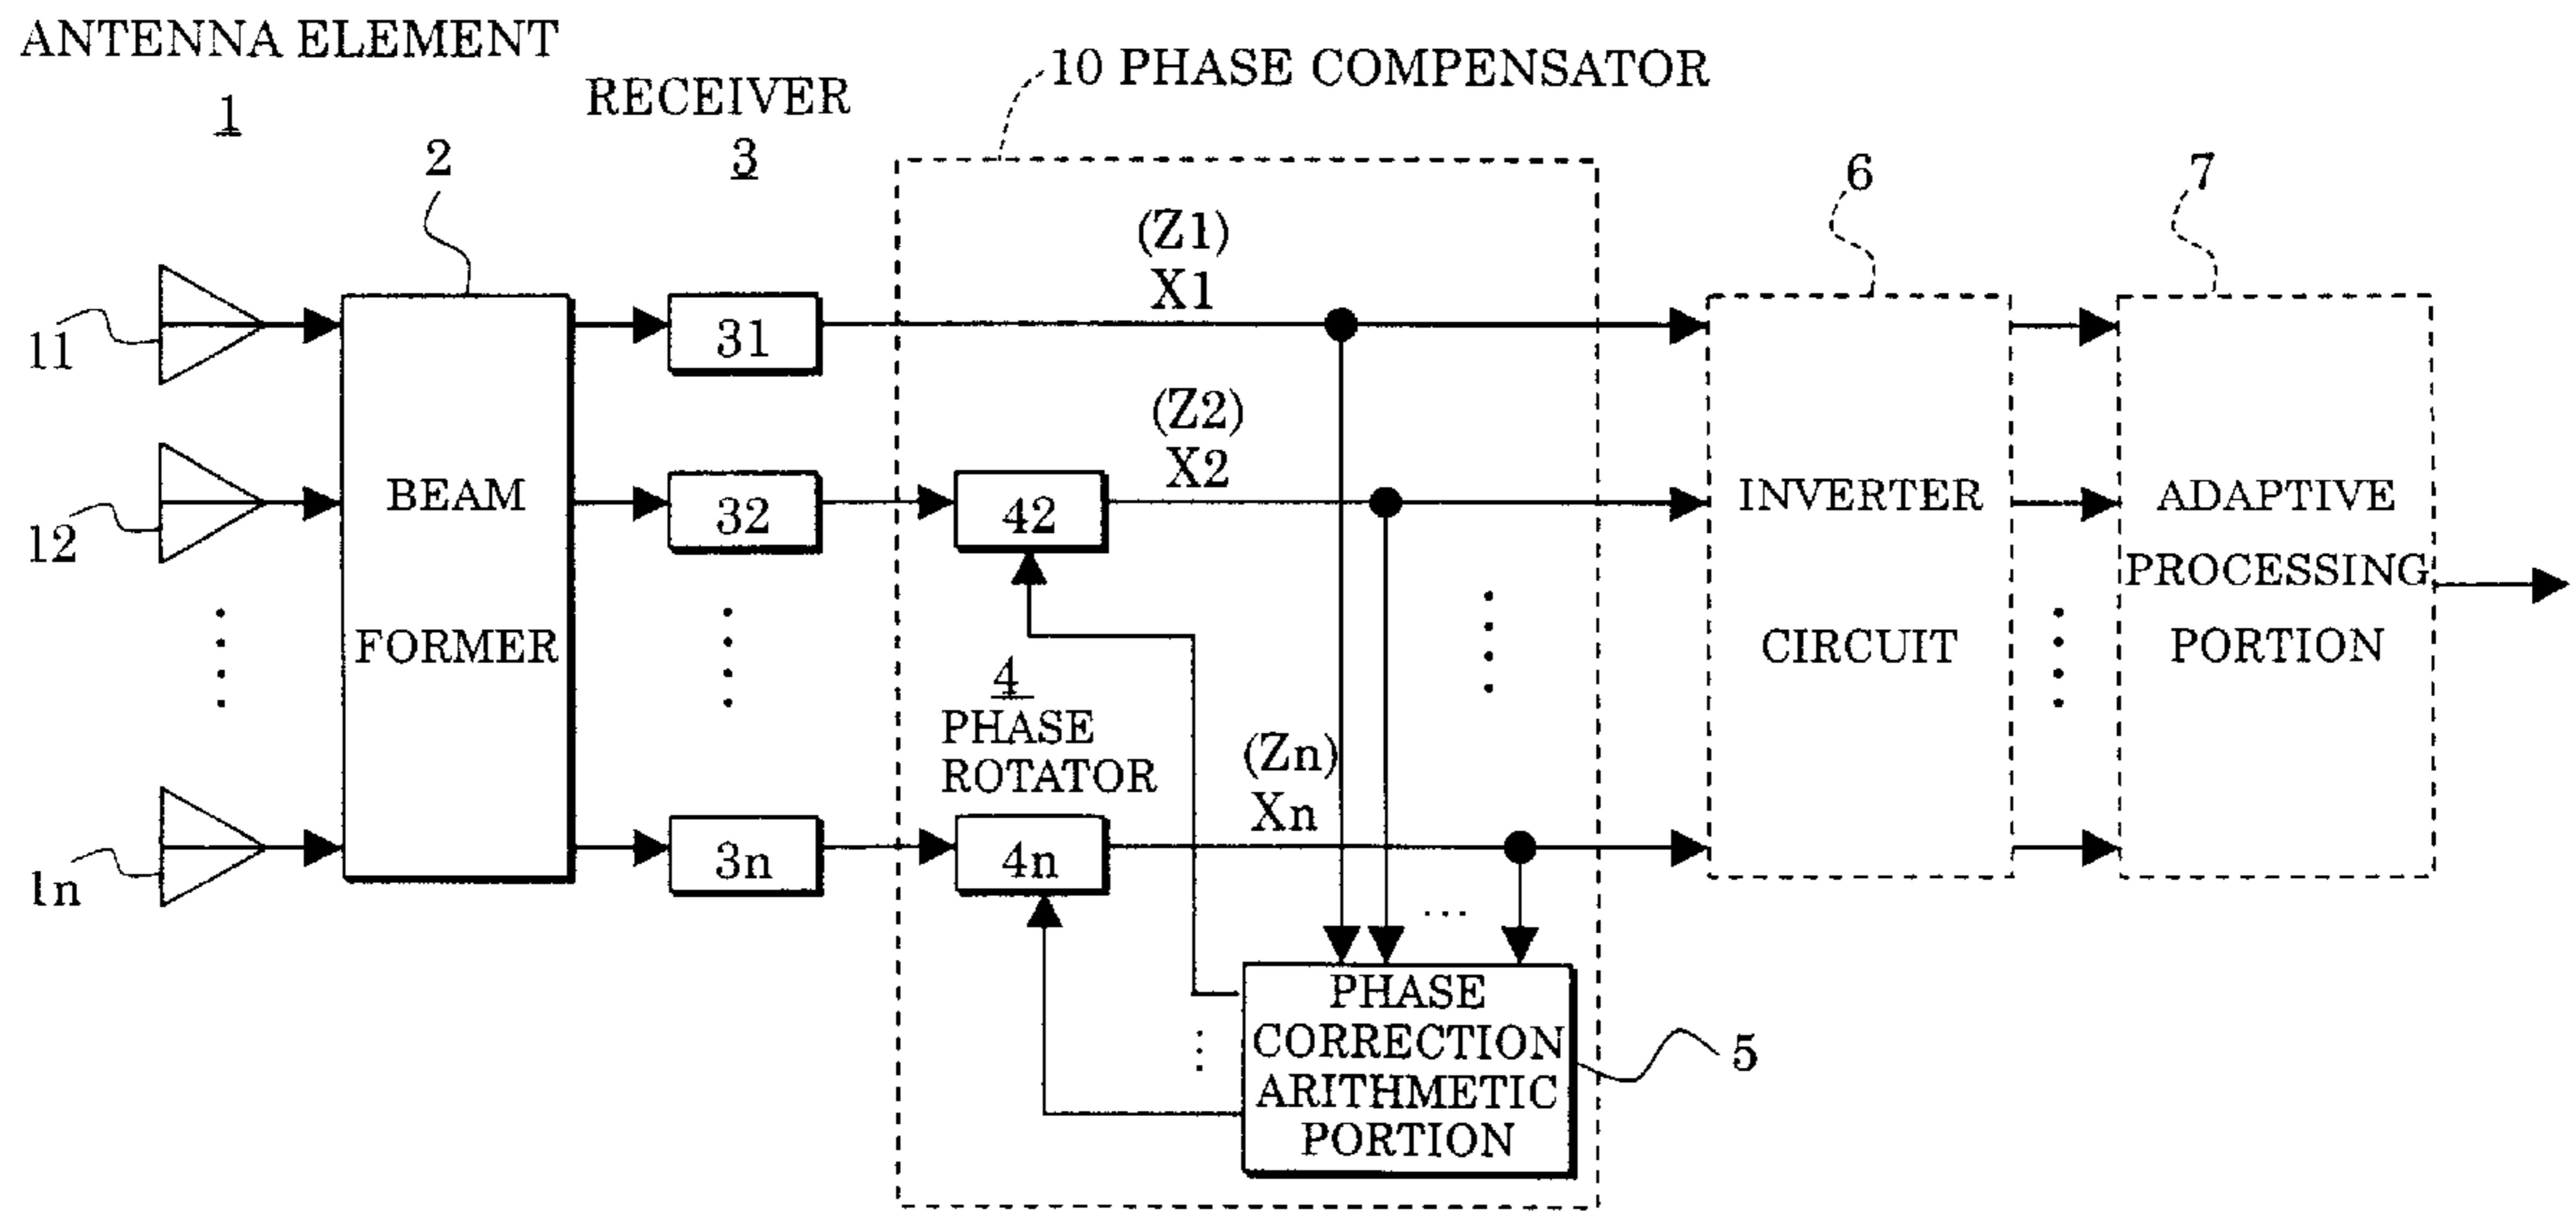 ANTENNA ELEMENT
1
RECEIVER
3
10 PHASE COMPENSATOR
2
6
7
(Z1)
X1
11
31
(Z2)
X2
12
32
42
BEAM
FORMER
INVERTER
CIRCUIT
ADAPTIVE
PROCESSING
PORTION
4
PHASE
ROTATOR
(Zn)
Xn
1n
3n
4n
...
PHASE
CORRECTION
ARITHMETIC
PORTION
5